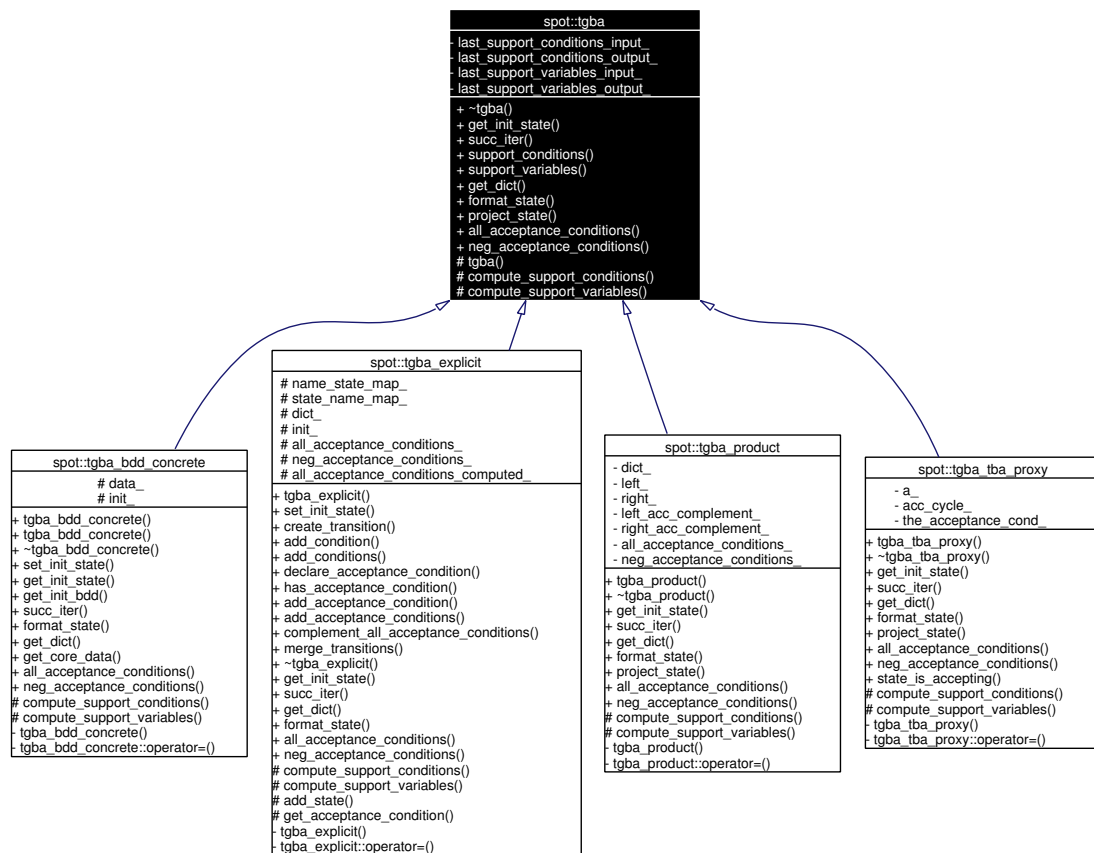 spot::tgba
- last_support_conditions_input_
- last_support_conditions_output_
- last_support_variables_input_
- last_support_variables_output_
+ ~tgba()
+ get_init_state()
+ succ_iter()
+ support_conditions()
+ support_variables()
+ get_dict()
+ format_state()
+ project_state()
+ all_acceptance_conditions()
+ neg_acceptance_conditions()
# tgba()
# compute_support_conditions()
# compute_support_variables()
spot::tgba_bdd_concrete
# data_
# init_
+ tgba_bdd_concrete()
+ tgba_bdd_concrete()
+ ~tgba_bdd_concrete()
+ set_init_state()
+ get_init_state()
+ get_init_bdd()
+ succ_iter()
+ format_state()
+ get_dict()
+ get_core_data()
+ all_acceptance_conditions()
+ neg_acceptance_conditions()
# compute_support_conditions()
# compute_support_variables()
- tgba_bdd_concrete()
- tgba_bdd_concrete::operator=()
spot::tgba_explicit
# name_state_map_
# state_name_map_
# dict_
# init_
# all_acceptance_conditions_
# neg_acceptance_conditions_
# all_acceptance_conditions_computed_
+ tgba_explicit()
+ set_init_state()
+ create_transition()
+ add_condition()
+ add_conditions()
+ declare_acceptance_condition()
+ has_acceptance_condition()
+ add_acceptance_condition()
+ add_acceptance_conditions()
+ complement_all_acceptance_conditions()
+ merge_transitions()
+ ~tgba_explicit()
+ get_init_state()
+ succ_iter()
+ get_dict()
+ format_state()
+ all_acceptance_conditions()
+ neg_acceptance_conditions()
# compute_support_conditions()
# compute_support_variables()
# add_state()
# get_acceptance_condition()
- tgba_explicit()
- tgba_explicit::operator=()
spot::tgba_product
- dict_
- left_
- right_
- left_acc_complement_
- right_acc_complement_
- all_acceptance_conditions_
- neg_acceptance_conditions_
+ tgba_product()
+ ~tgba_product()
+ get_init_state()
+ succ_iter()
+ get_dict()
+ format_state()
+ project_state()
+ all_acceptance_conditions()
+ neg_acceptance_conditions()
# compute_support_conditions()
# compute_support_variables()
- tgba_product()
- tgba_product::operator=()
spot::tgba_tba_proxy
- a_
- acc_cycle_
- the_acceptance_cond_
+ tgba_tba_proxy()
+ ~tgba_tba_proxy()
+ get_init_state()
+ succ_iter()
+ get_dict()
+ format_state()
+ project_state()
+ all_acceptance_conditions()
+ neg_acceptance_conditions()
+ state_is_accepting()
# compute_support_conditions()
# compute_support_variables()
- tgba_tba_proxy()
- tgba_tba_proxy::operator=()